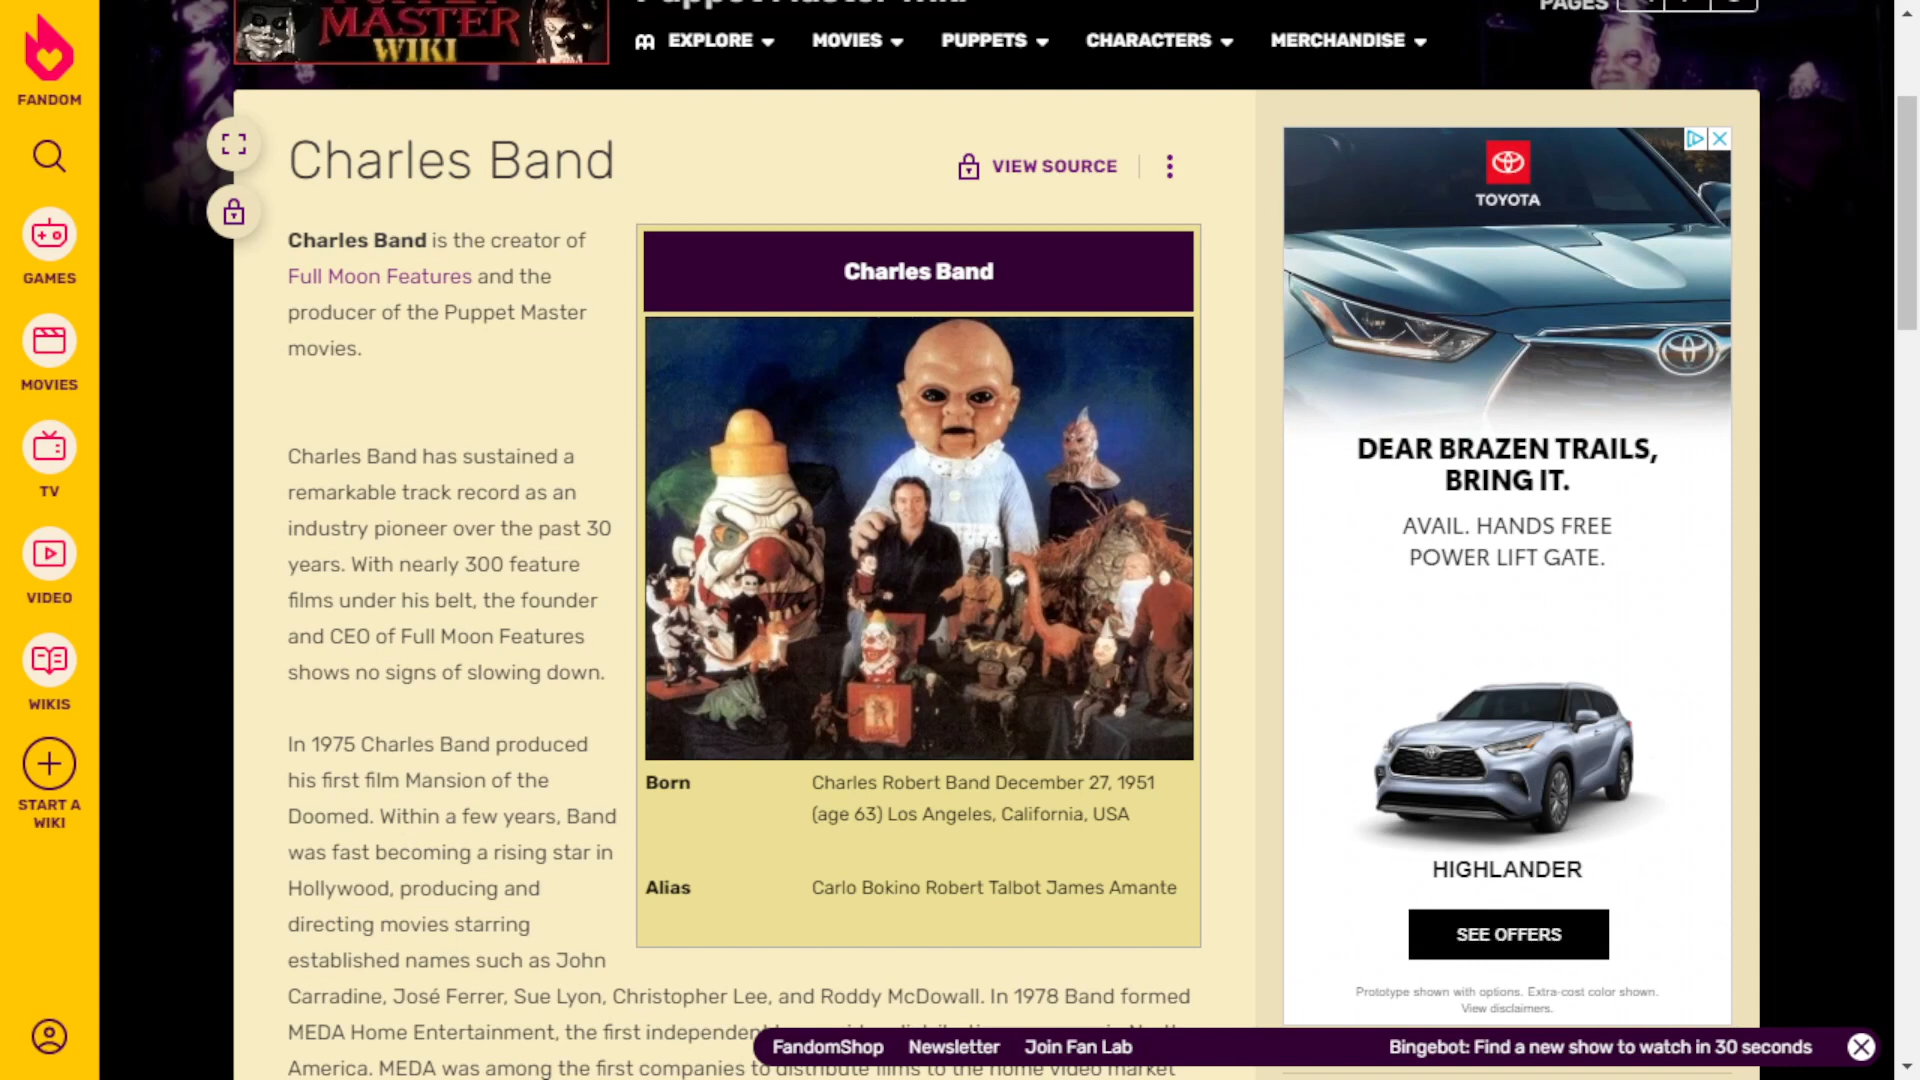 MASTER
WIKI
EXPLORE
MOVIES
PUPPETS
CHARACTERS
MERCHANDISE
PAGES
FANDOM
GAMES
MOVIES
TV
VIDEO
WIKIS
START A
WIKI
Charles Band
VIEW SOURCE
Charles Band is the creator of
Full Moon Features and the
producer of the Puppet Master
movies.
Charles Band has sustained a
remarkable track record as an
industry pioneer over the past 30
years. With nearly 300 feature
films under his belt, the founder
and CEO of Full Moon Features
shows no signs of slowing down.
In 1975 Charles Band produced
his first film Mansion of the
Doomed. Within a few years, Band
was fast becoming a rising star in
Hollywood, producing and
directing movies starring
established names such as John
Carradine, José Ferrer, Sue Lyon, Christopher Lee, and Roddy McDowall. In 1978 Band formed
MEDA Home Entertainment, the first independent
America. MEDA was among the first companies to distribute films to the home video market
Charles Band
Born
Charles Robert Band December 27, 1951
(age 63) Los Angeles, California, USA
Alias
Carlo Bokino Robert Talbot James Amante
TOYOTA
DEAR BRAZEN TRAILS,
BRING IT.
AVAIL. HANDS FREE
POWER LIFT GATE.
HIGHLANDER
SEE OFFERS
Prototype shown with options. Extra-cost color shown.
View disclaimers.
FandomShop
Newsletter
Join Fan Lab
Bingebot: Find a new show to watch in 30 seconds